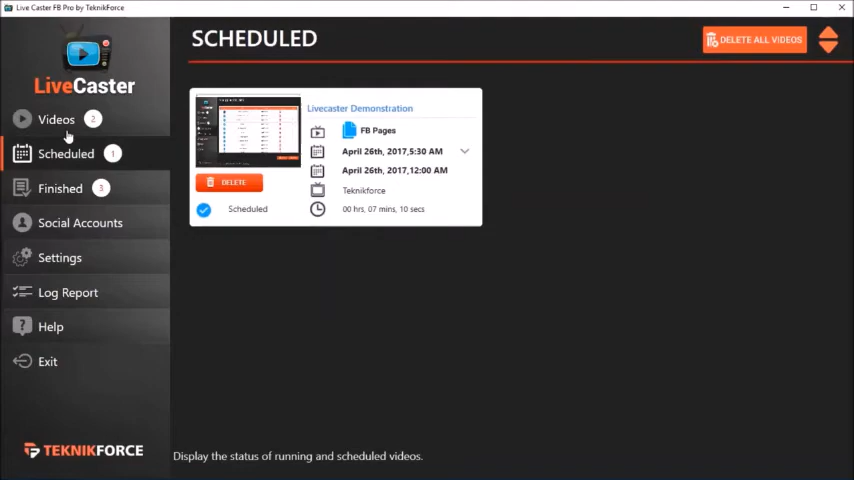 Live Caster FB Pro by TeknikForce
LiveCaster
Videos 2
Scheduled 1
Finished 3
Social Accounts
Settings
Log Report
Help
Exit
TEKNIKFORCE
SCHEDULED
DELETE ALL VIDEOS
Livecaster Demonstration
FB Pages
April 26th, 2017,5:30 AM
April 26th, 2017,12:00 AM
Teknikforce
00 hrs, 07 mins, 10 secs
DELETE
Scheduled
Display the status of running and scheduled videos.